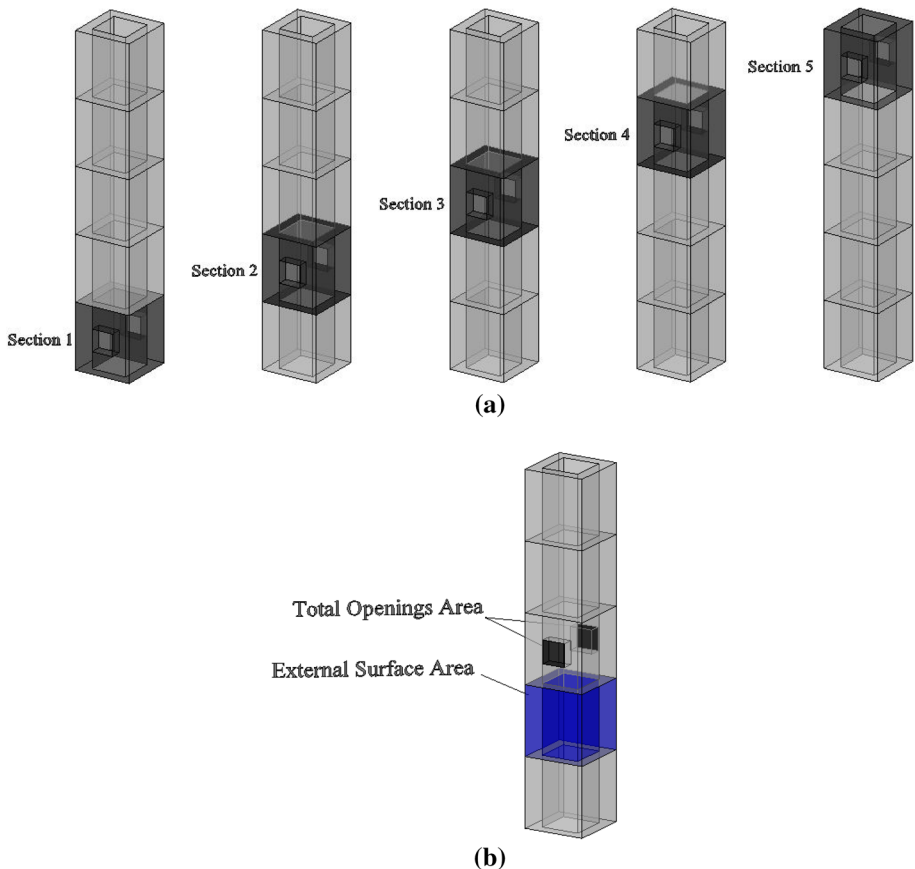 Section 1
Section 2
Section 3
Section 4
Section 5
(a)
Total Openings Area
External Surface Area
(b)